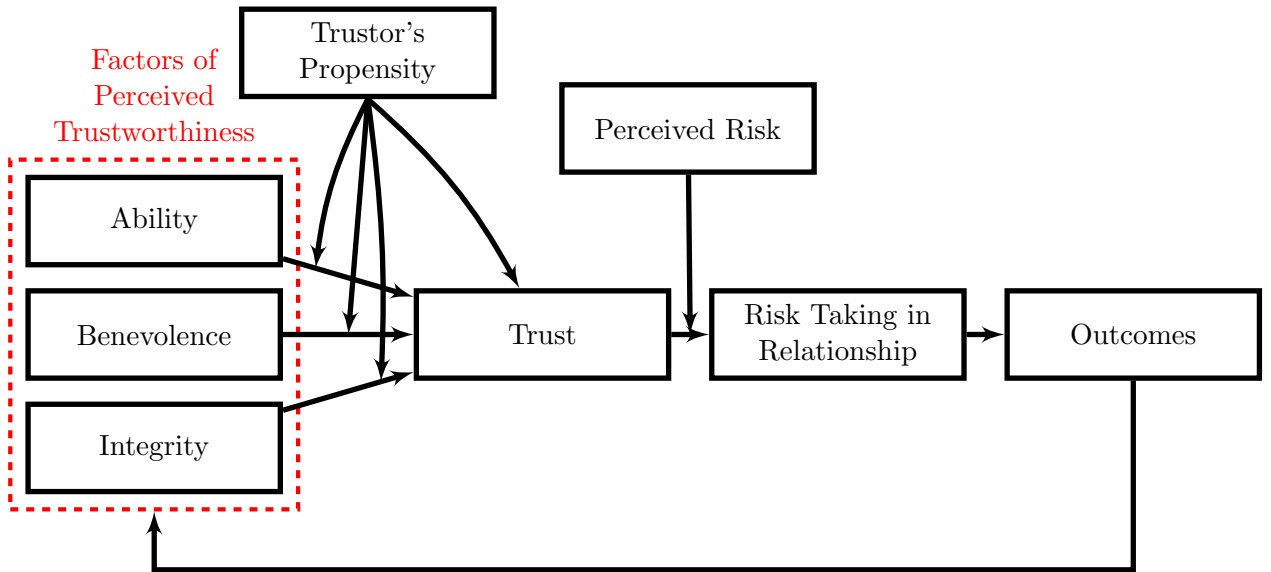 Trustor's
Propensity
Factors of
Perceived
Trustworthiness
Perceived Risk
Ability
Benevolence
Integrity
Trust
Risk Taking in
Relationship
Outcomes